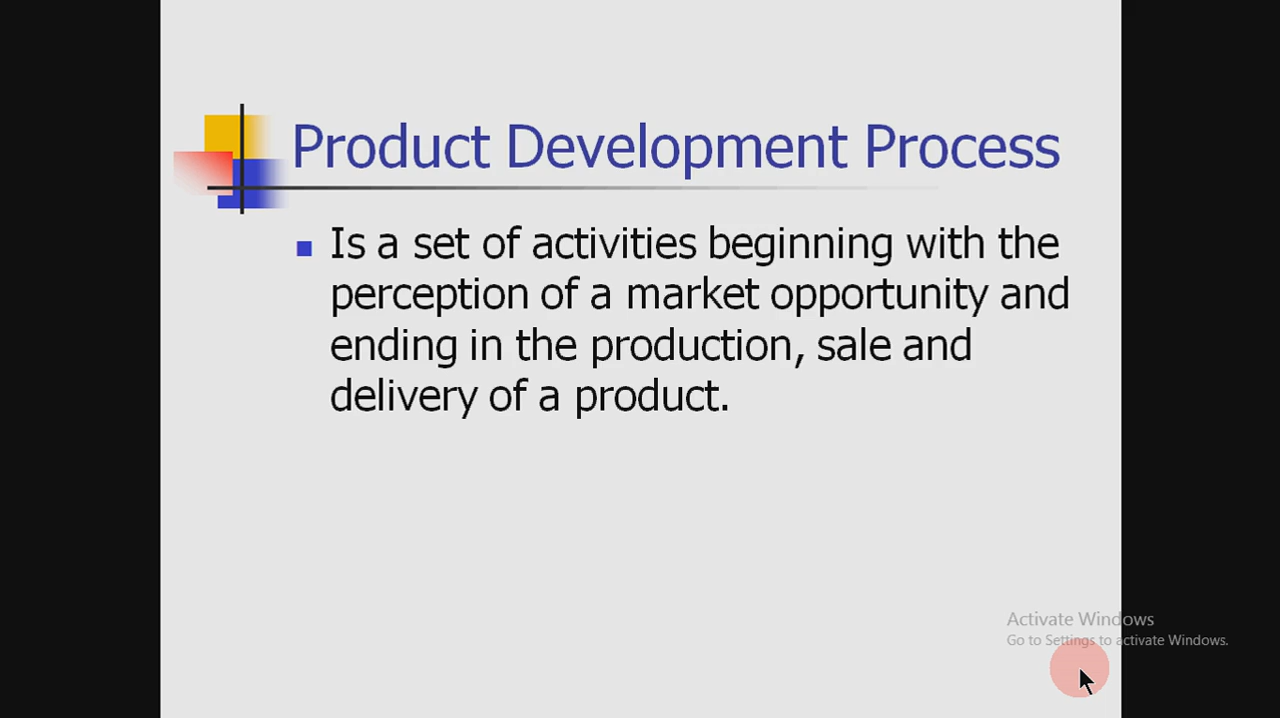 Product Development Process
Is a set of activities beginning with the
perception of a market opportunity and
ending in the production, sale and
delivery of a product.
Activate Windows
Go to Settings to activate Windows.